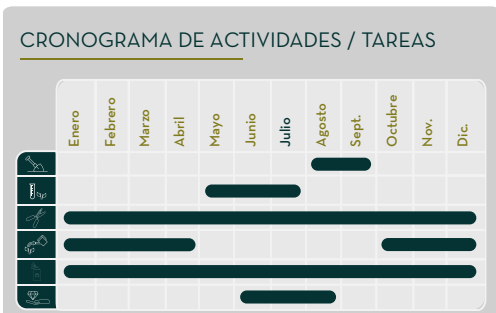 CRONOGRAMA DE ACTIVIDADES / TAREAS
Enero
Febrero
Marzo
Abril
Mayo
Junio
Julio
Agosto
Sept.
Octubre
Nov.
Dic.